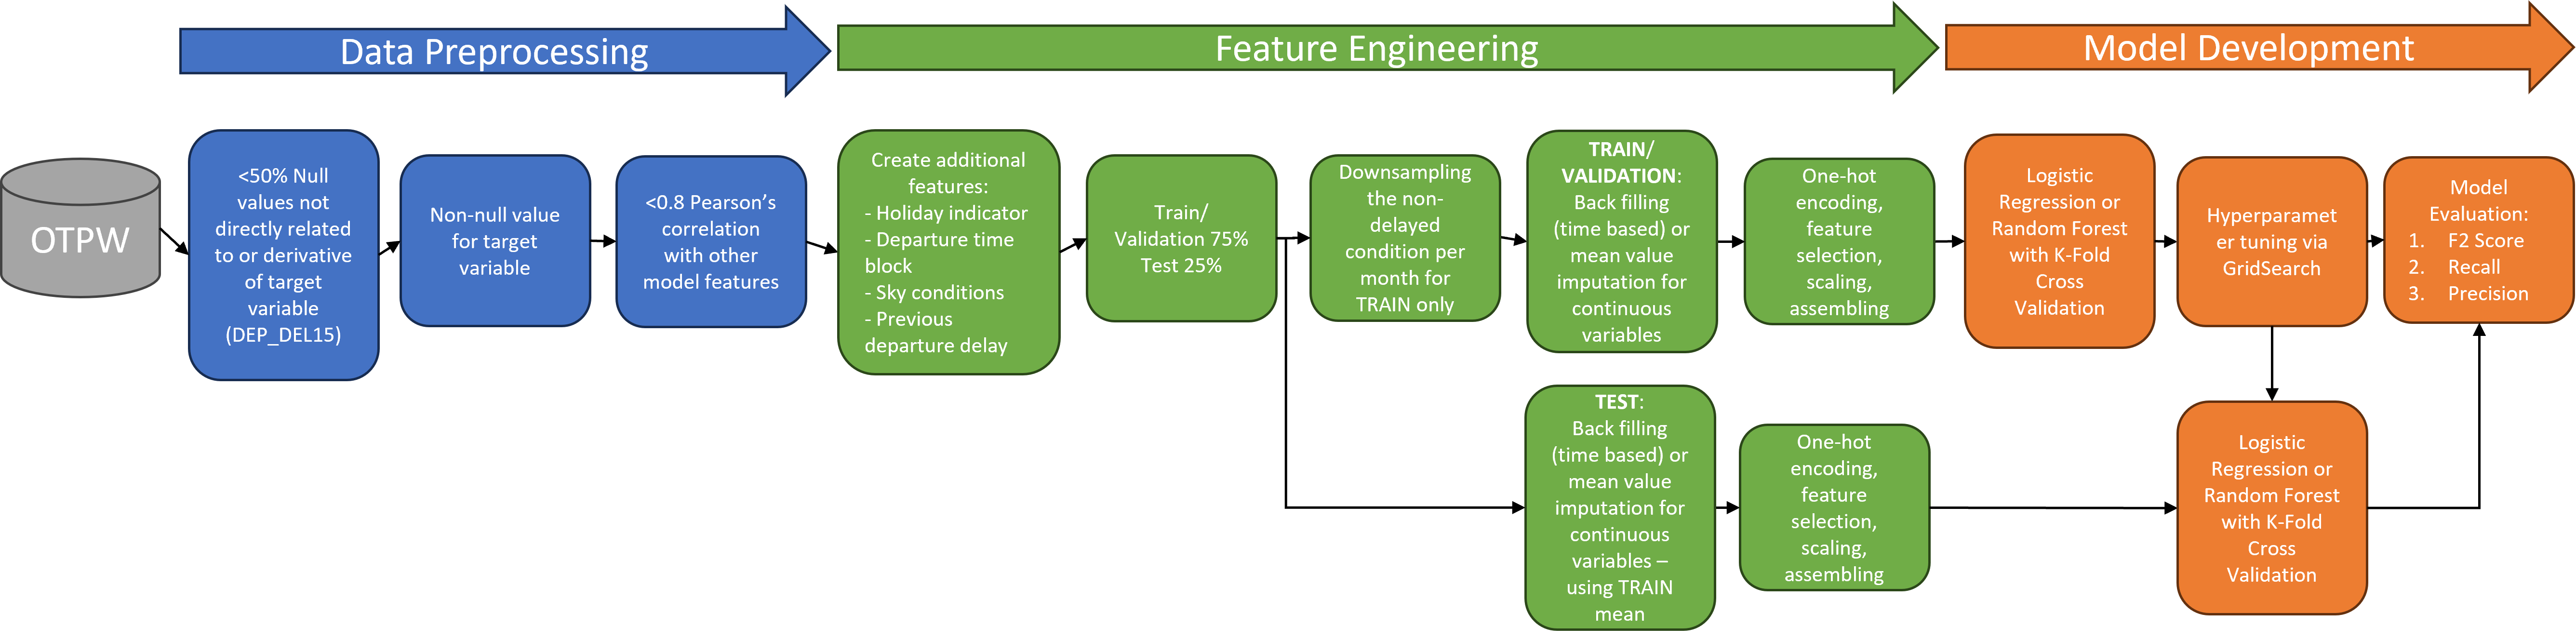 Data Preprocessing
Feature Engineering
Model Development
OTPW
<50% Null
values not
directly related
to or derivative
of target
variable
(DEP_DEL15)
Non-null value
for target
variable
<0.8 Pearson’s
correlation
with other
model features
Create additional
features:
- Holiday indicator
- Departure time
block
- Sky conditions
- Previous
departure delay
Train/
Validation 75%
Test 25%
Downsampling
the non-
delayed
condition per
month for
TRAIN only
TRAIN/
VALIDATION:
Back filling
(time based) or
mean value
imputation for
continuous
variables
One-hot
encoding,
feature
selection,
scaling,
assembling
Logistic
Regression or
Random Forest
with K-Fold
Cross
Validation
Hyperparamet
er tuning via
GridSearch
Model
Evaluation:
1. F2 Score
2. Recall
3. Precision
TEST:
Back filling
(time based) or
mean value
imputation for
continuous
variables –
using TRAIN
mean
One-hot
encoding,
feature
selection,
scaling,
assembling
Logistic
Regression or
Random Forest
with K-Fold
Cross
Validation